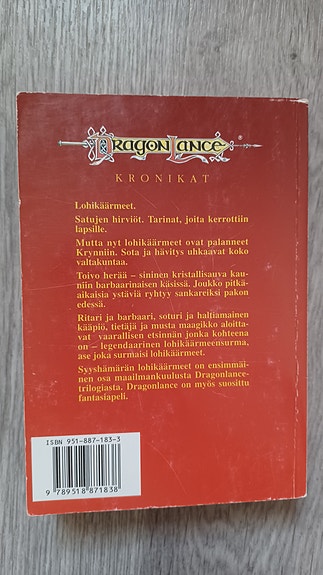 DRAGONLANCE ®
KRONIKAT
Lohikäärmeet.
Satujen hirviöt. Tarinat, joita kerrottiin
lapsille.
Mutta nyt lohikäärmeet ovat palanneet
Krynniin. Sota ja hävitys uhkaavat koko
valtakuntaa.
Toivo herää – sininen kristallisauva kau-
niin barbaarinaisen käsissä. Joukko pitkä-
aikaisia ystäviä ryhtyy sankareiksi pakon
edessä.
Ritari ja barbaari, soturi ja haltiamainen
kääpiö, tietäjä ja musta maagikko aloitta-
vat vaarallisen etsinnän jonka kohteena
on – legendaarinen lohikäärmeensurma,
ase joka surmaisi lohikäärmeet.
Syyshämärän lohikäärmeet on ensimmäi-
nen osa maailmankuulusta Dragonlance-
trilogiasta. Dragonlance on myös suosittu
fantasiapeli.
ISBN 951-887-183-3
9 789518 871838